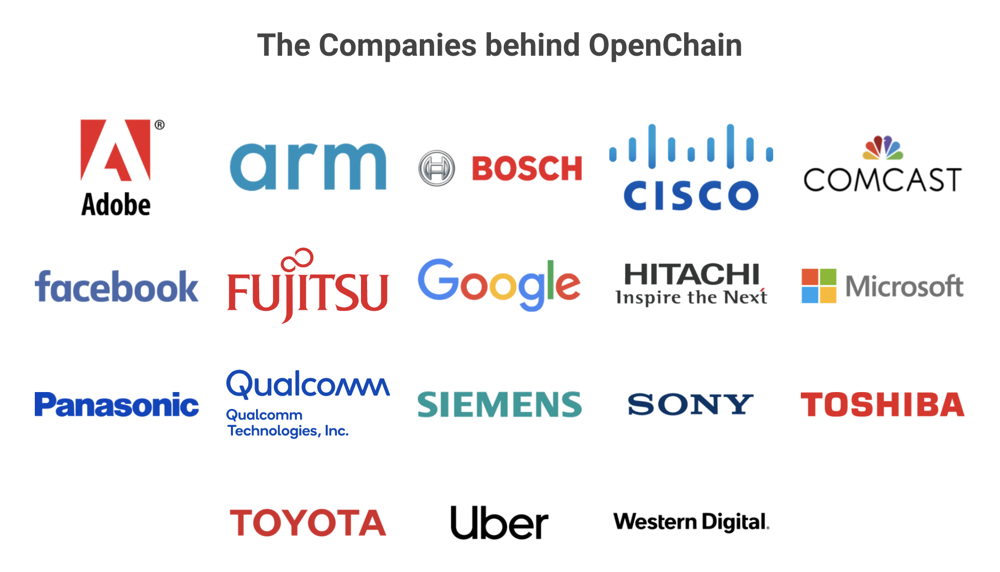 The Companies behind OpenChain
®
Adobe
arm
BOSCH
CISCO
COMCAST
facebook
FUJITSU
Google
HITACHI
Inspire the Next
Microsoft
Panasonic
Qualcomm
Qualcomm
Technologies, Inc.
SIEMENS
SONY
TOSHIBA
TOYOTA
Uber
Western Digital.